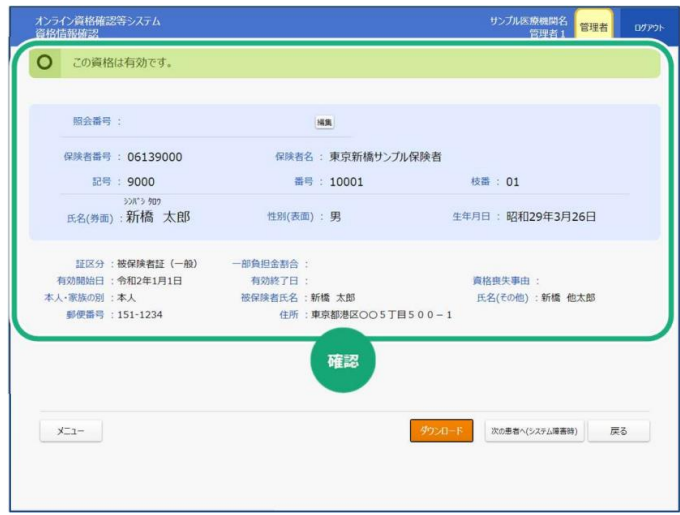 オンライン資格確認等システム サンプル医療機関名
資格情報確認 管理者1 管理者 ログアウト
この資格は有効です。
照会番号 : 編集
保険者番号 : 06139000 保険者名 : 東京新橋サンプル保険者
記号 : 9000 番号 : 10001 枝番 : 01
シンバシ タロウ
氏名(券面) : 新橋 太郎 性別(表面) : 男 生年月日 : 昭和29年3月26日
証区分 : 被保険者証(一般) 一部負担金割合 :
有効開始日 : 令和2年1月1日 有効終了日 : 資格喪失事由 :
本人・家族の別 : 本人 被保険者氏名 : 新橋 太郎 氏名(その他) : 新橋 他太郎
郵便番号 : 151-1234 住所 : 東京都港区○○5丁目500-1
確認
メニュー ダウンロード 次の患者へ(システム障害時) 戻る